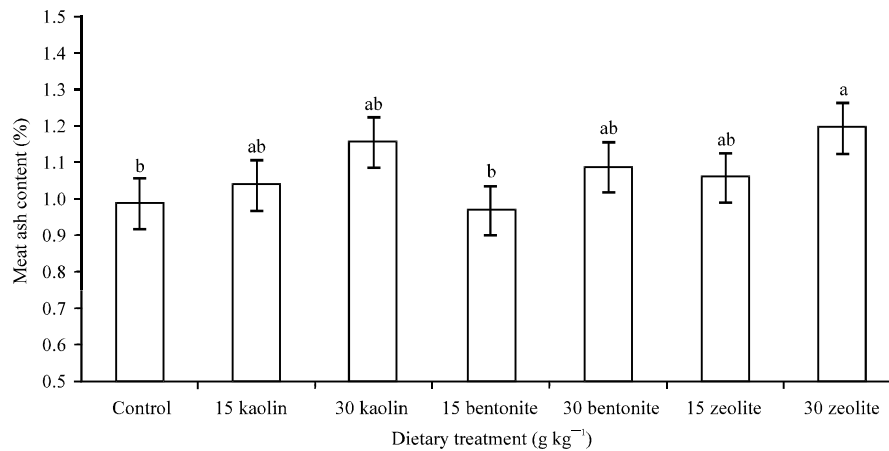 Meat ash content (%)
1.5
1.4
1.3
1.2
1.1
1.0
0.9
0.8
0.7
0.6
0.5
b
ab
ab
b
ab
ab
a
Control
15 kaolin
30 kaolin
15 bentonite
30 bentonite
15 zeolite
30 zeolite
Dietary treatment (g kg⁻¹)